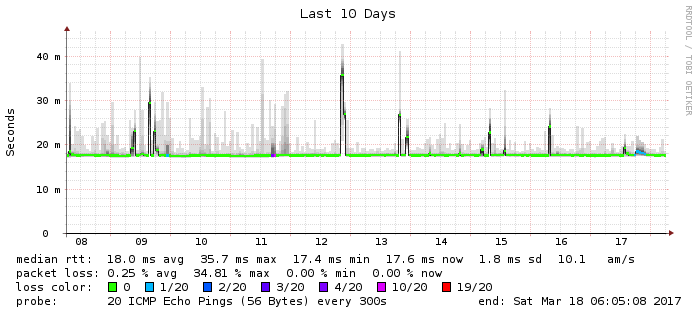 Last 10 Days
RRDTOOL / TOBI OETIKER
Seconds
40 m
30 m
20 m
10 m
0
08 09 10 11 12 13 14 15 16 17
median rtt: 18.0 ms avg 35.7 ms max 17.4 ms min 17.6 ms now 1.8 ms sd 10.1 am/s
packet loss: 0.25 % avg 34.81 % max 0.00 % min 0.00 % now
loss color: 0 1/20 2/20 3/20 4/20 10/20 19/20
probe: 20 ICMP Echo Pings (56 Bytes) every 300s end: Sat Mar 18 06:05:08 2017